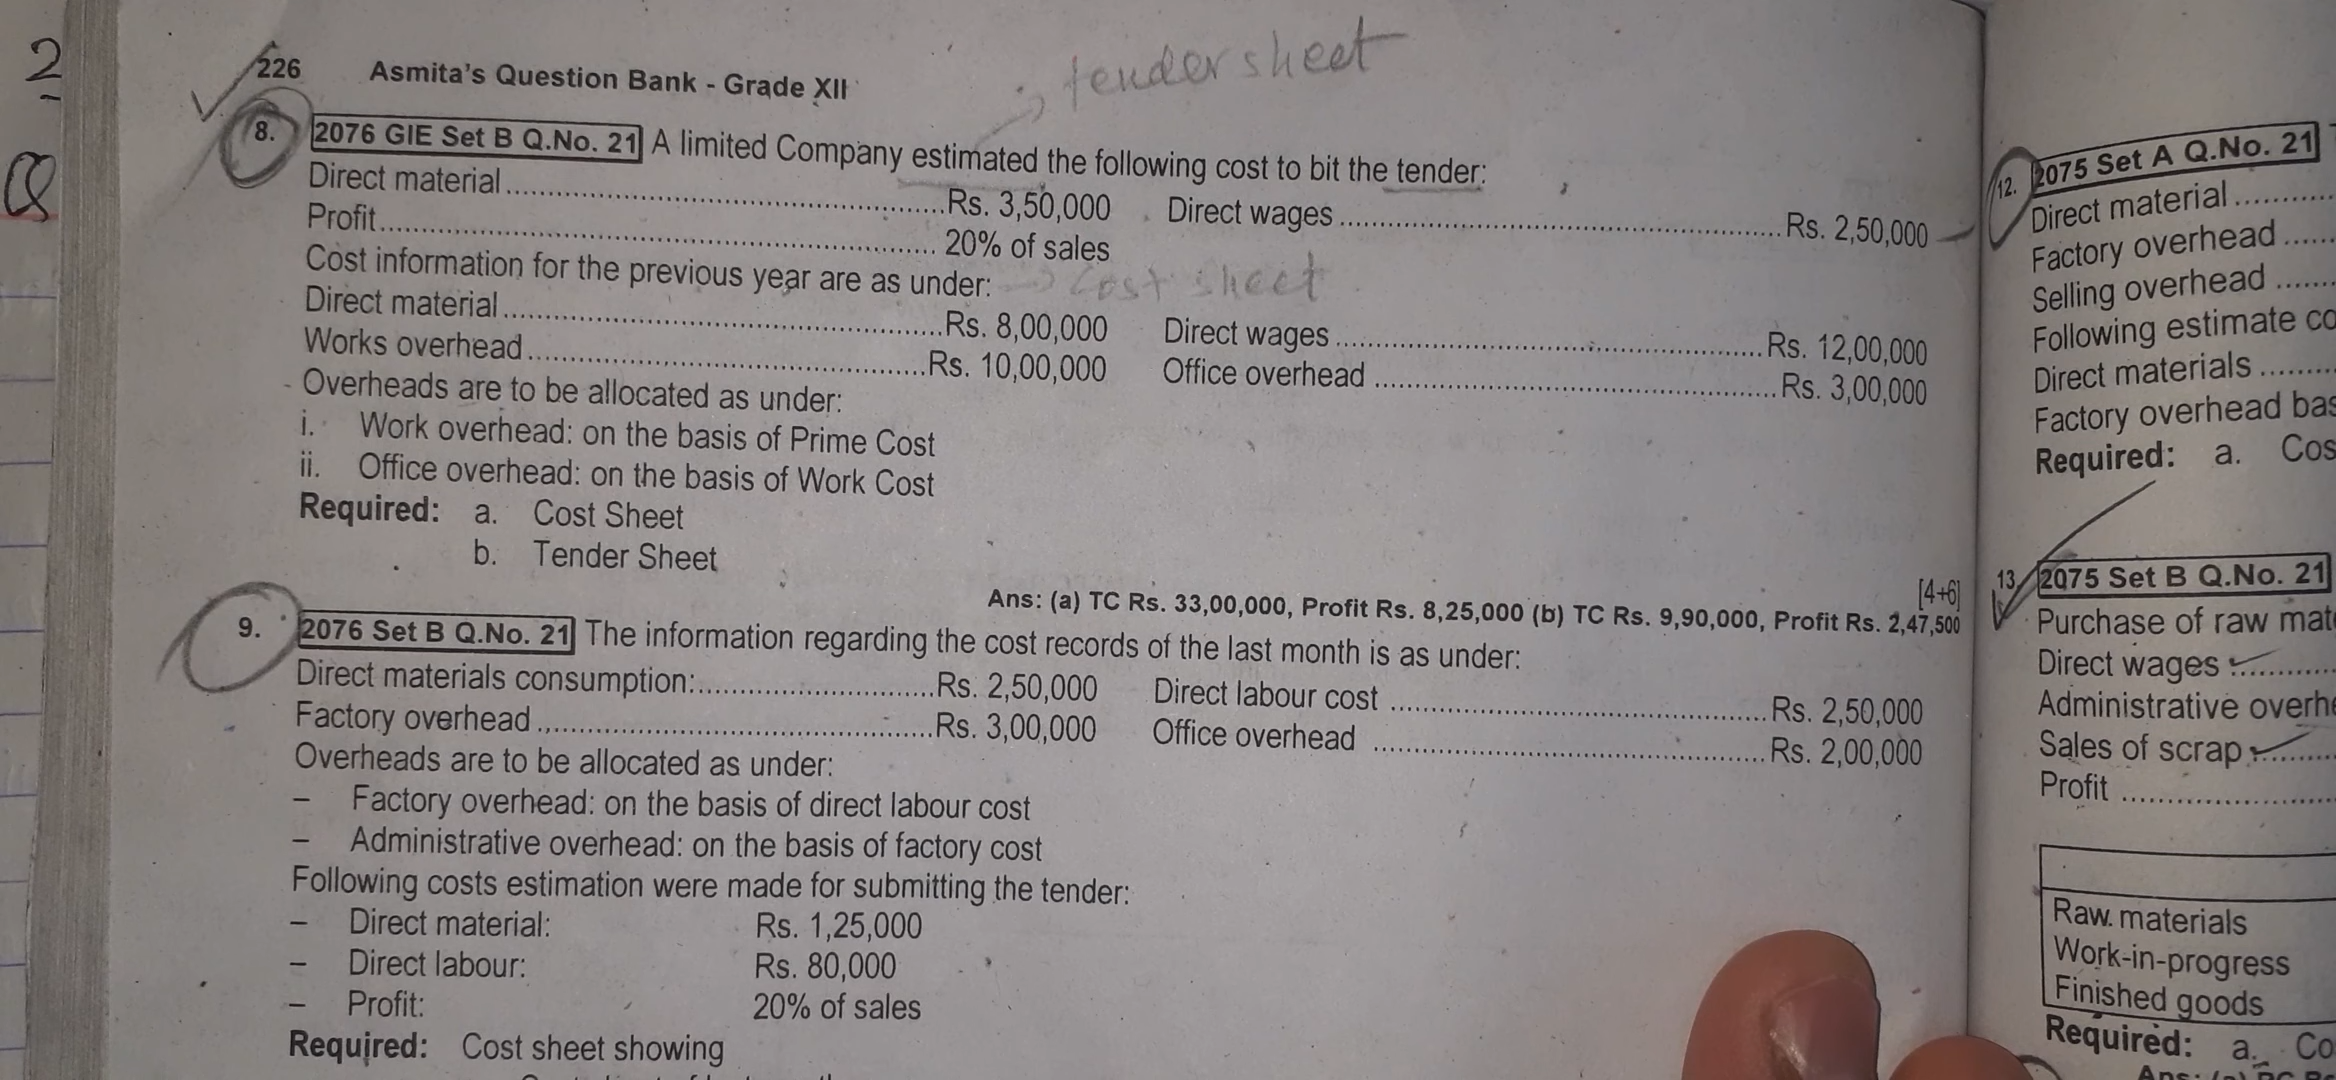 2
Q
226 Asmita's Question Bank - Grade XII
tender sheet
8. 2076 GIE Set B Q.No. 21 A limited Company estimated the following cost to bit the tender:
Direct material..........Rs. 3,50,000 Direct wages..........Rs. 2,50,000
Profit..........20% of sales
Cost information for the previous year are as under: → Cost sheet
Direct material..........Rs. 8,00,000 Direct wages..........Rs. 12,00,000
Works overhead..........Rs. 10,00,000 Office overhead..........Rs. 3,00,000
Overheads are to be allocated as under:
i. Work overhead: on the basis of Prime Cost
ii. Office overhead: on the basis of Work Cost
Required: a. Cost Sheet
b. Tender Sheet
[4+6]
Ans: (a) TC Rs. 33,00,000, Profit Rs. 8,25,000 (b) TC Rs. 9,90,000, Profit Rs. 2,47,500
9. 2076 Set B Q.No. 21 The information regarding the cost records of the last month is as under:
Direct materials consumption:..........Rs. 2,50,000 Direct labour cost..........Rs. 2,50,000
Factory overhead..........Rs. 3,00,000 Office overhead..........Rs. 2,00,000
Overheads are to be allocated as under:
– Factory overhead: on the basis of direct labour cost
– Administrative overhead: on the basis of factory cost
Following costs estimation were made for submitting the tender:
– Direct material: Rs. 1,25,000
– Direct labour: Rs. 80,000
– Profit: 20% of sales
Required: Cost sheet showing
12. 2075 Set A Q.No. 21
Direct material..........
Factory overhead..........
Selling overhead..........
Following estimate
Direct materials..........
Factory overhead
Required: a.
13. 2075 Set B Q.No. 21
Purchase of raw
Direct wages..........
Administrative
Sales of scrap..........
Profit..........
Raw materials
Work-in-progress
Finished goods
Required: a.